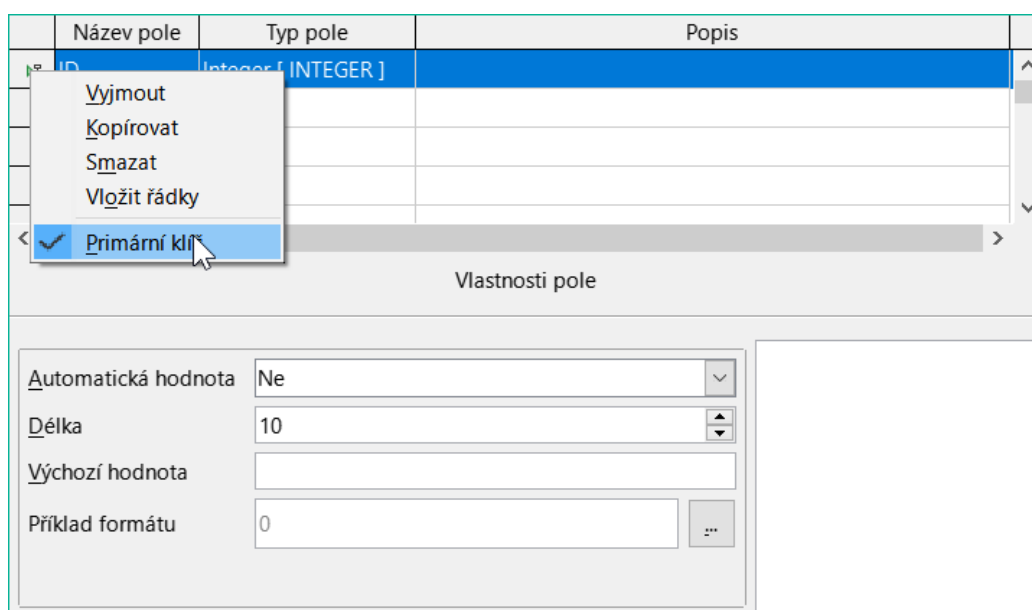 Název pole Typ pole Popis
ID Integer [ INTEGER ]
Vyjmout
Kopírovat
Smazat
Vložit řádky
Primární klíč
Vlastnosti pole
Automatická hodnota Ne
Délka 10
Výchozí hodnota
Příklad formátu 0 ...